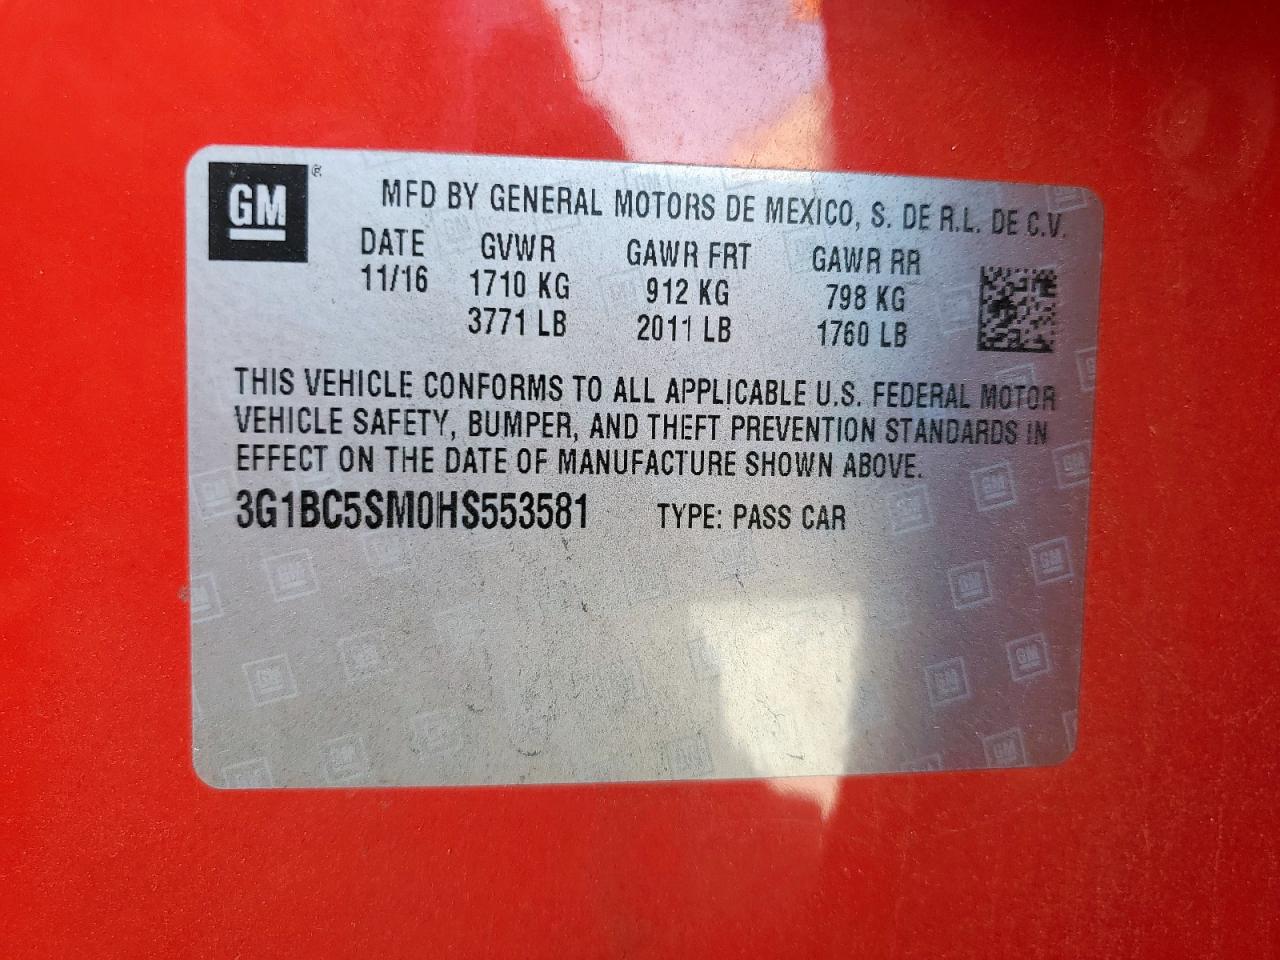 GM ®
MFD BY GENERAL MOTORS DE MEXICO, S. DE R.L. DE C.V.
DATE GVWR GAWR FRT GAWR RR
11/16 1710 KG 912 KG 798 KG
3771 LB 2011 LB 1760 LB
THIS VEHICLE CONFORMS TO ALL APPLICABLE U.S. FEDERAL MOTOR
VEHICLE SAFETY, BUMPER, AND THEFT PREVENTION STANDARDS IN
EFFECT ON THE DATE OF MANUFACTURE SHOWN ABOVE.
3G1BC5SM0HS553581 TYPE: PASS CAR